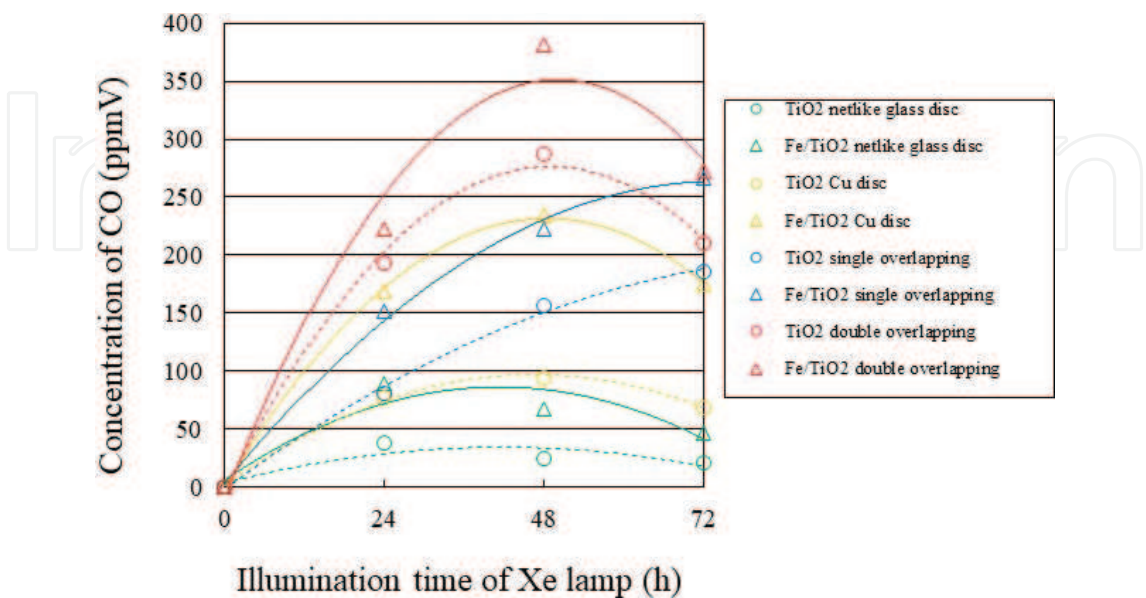 400
350
300
250
200
150
100
50
0
0 24 48 72
Concentration of CO (ppmV)
Illumination time of Xe lamp (h)
TiO2 netlike glass disc
Fe/TiO2 netlike glass disc
TiO2 Cu disc
Fe/TiO2 Cu disc
TiO2 single overlapping
Fe/TiO2 single overlapping
TiO2 double overlapping
Fe/TiO2 double overlapping